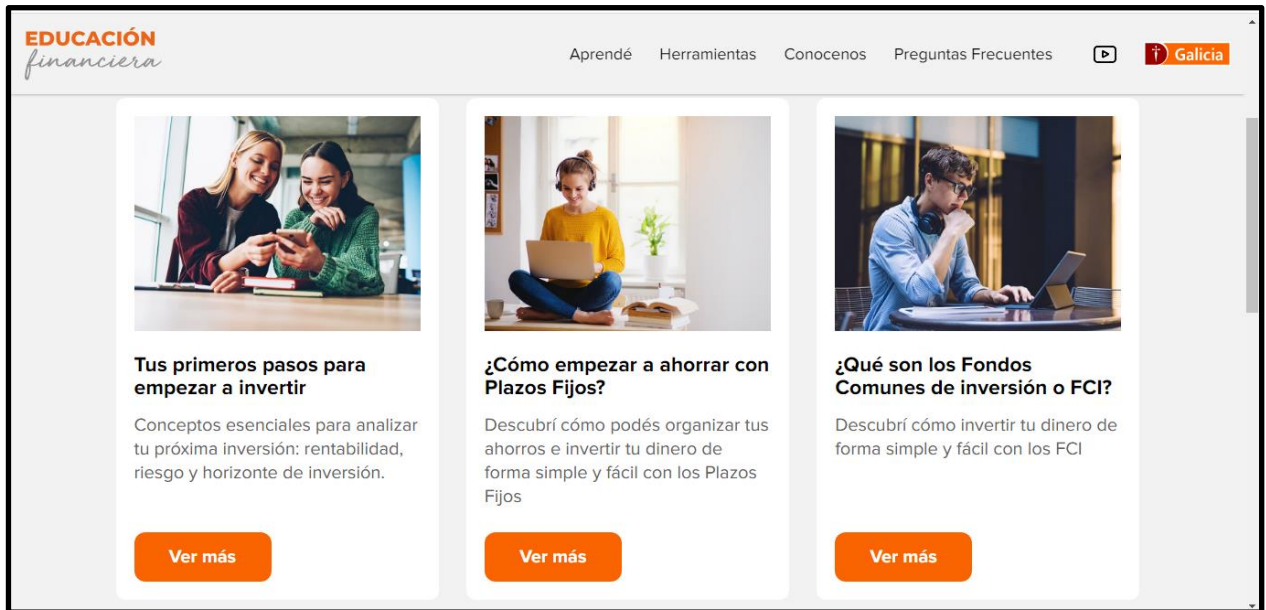 EDUCACIÓN
financiera
Aprendé Herramientas Conocenos Preguntas Frecuentes Galicia
Tus primeros pasos para
empezar a invertir
Conceptos esenciales para analizar
tu próxima inversión: rentabilidad,
riesgo y horizonte de inversión.
Ver más
¿Cómo empezar a ahorrar con
Plazos Fijos?
Descubrí cómo podés organizar tus
ahorros e invertir tu dinero de
forma simple y fácil con los Plazos
Fijos
Ver más
¿Qué son los Fondos
Comunes de inversión o FCI?
Descubrí cómo invertir tu dinero de
forma simple y fácil con los FCI
Ver más